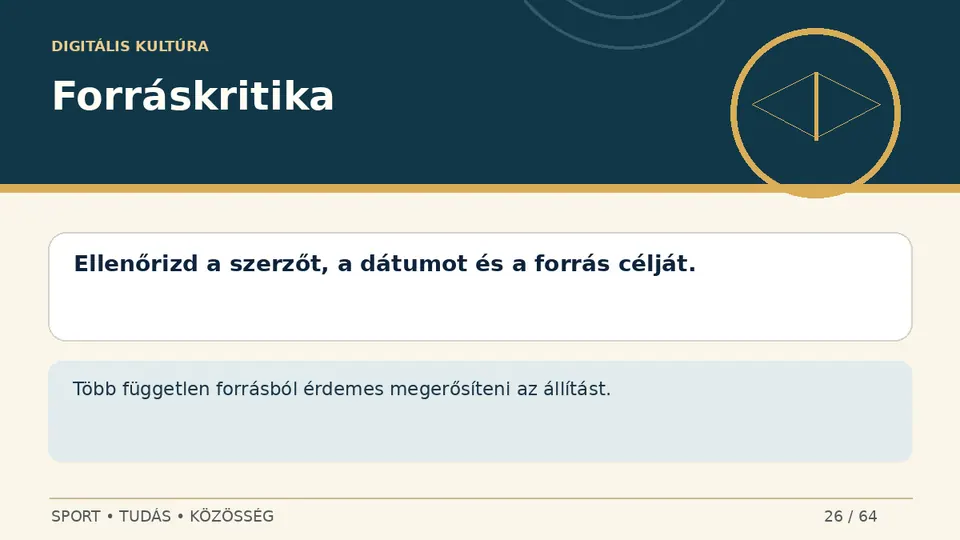 DIGITÁLIS KULTÚRA
Forráskritika
Ellenőrizd a szerzőt, a dátumot és a forrás célját.
Több független forrásból érdemes megerősíteni az állítást.
SPORT • TUDÁS • KÖZÖSSÉG
26 / 64